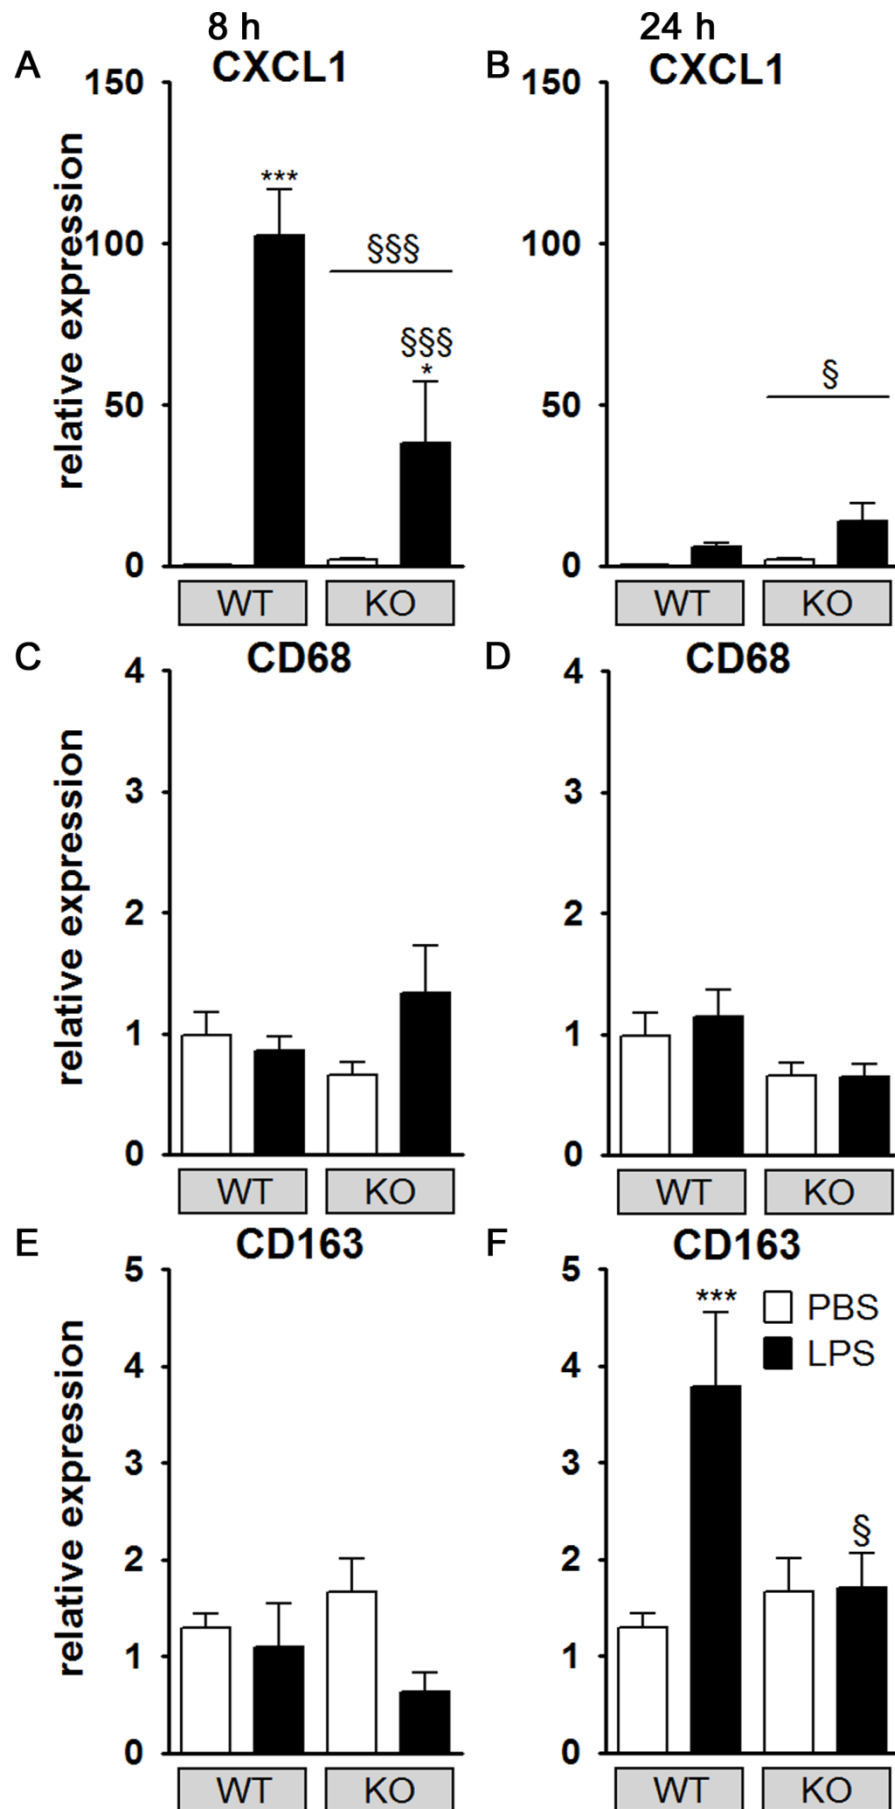 8 h 24 h
A CXCL1 B CXCL1
relative expression
150
100
50
0
***
§§§
§§§
*
WT KO
150
100
50
0
§
WT KO
C CD68 D CD68
relative expression
4
3
2
1
0
WT KO
4
3
2
1
0
WT KO
E CD163 F CD163
relative expression
5
4
3
2
1
0
WT KO
5
4
3
2
1
0
***
§
PBS
LPS
WT KO